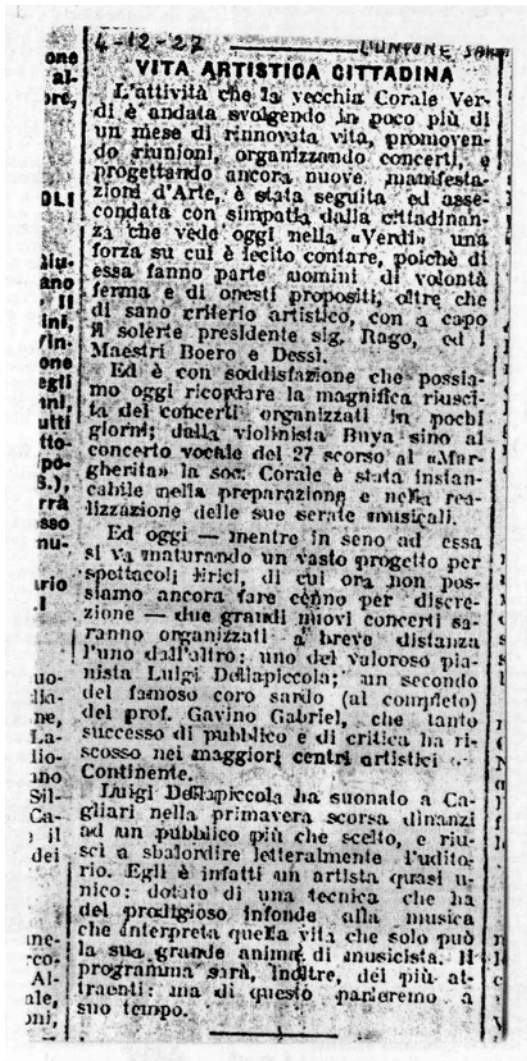 4-12-27 L'UNIONE SAR
VITA ARTISTICA CITTADINA
L'attività che la vecchia Corale Ver-
di è andata svolgendo in poco più di
un mese di rinnovata vita, promoven-
do riunioni, organizzando concerti, e
progettando ancora nuove manifesta-
zioni d'Arte, è stata seguita ed asse-
condata con simpatia dalla cittadinan-
za che vede oggi nella «Verdi» una
forza su cui è lecito contare, poichè di
essa fanno parte uomini di volontà
ferma e di onesti propositi, oltre che
di sano criterio artistico, con a capo
il solerte presidente sig. Rago, ed i
Maestri Boero e Dessì.
Ed è con soddisfazione che possia-
mo oggi ricordare la magnifica riusci-
ta dei concerti organizzati in pochi
giorni; dalla violinista Buya sino al
concerto vocale del 27 scorso al «Mar-
gherita» la soc. Corale è stata instan-
cabile nella preparazione e nella rea-
lizzazione delle sue serate musicali.
Ed oggi — mentre in seno ad essa
si va maturando un vasto progetto per
spettacoli lirici, di cui ora non pos-
siamo ancora fare cenno per discre-
zione — due grandi nuovi concerti sa-
ranno organizzati a breve distanza
l'uno dall'altro: uno del valoroso pia-
nista Luigi Dellapiccola; un secondo
del famoso coro sardo (al completo)
del prof. Gavino Gabriel, che tanto
successo di pubblico e di critica ha ri-
scosso nei maggiori centri artistici
Continente.
Luigi Dellapiccola ha suonato a Ca-
gliari nella primavera scorsa dinanzi
ad un pubblico più che scelto, e riu-
scì a sbalordire letteralmente l'udito-
rio. Egli è infatti un artista quasi u-
nico: dotato di una tecnica che ha
del prodigioso infonde alla musica
che interpreta quella vita che solo può
la sua grande anima di musicista. Il
programma sarà, inoltre, dei più at-
traenti: ma di questo parleremo a
suo tempo.